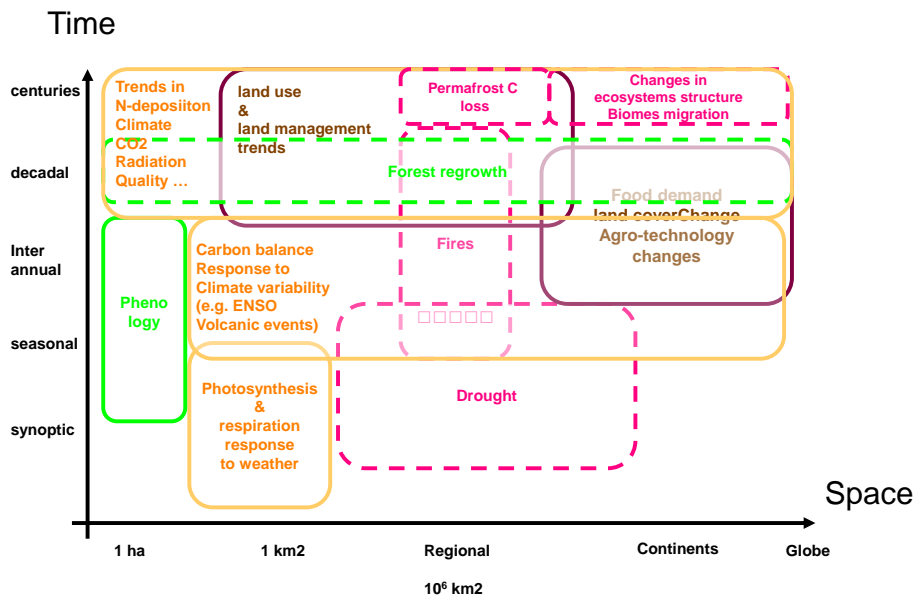 Time
centuries
decadal
Inter
annual
seasonal
synoptic
Trends in
N-deposiiton
Climate
CO2
Radiation
Quality …
land use
&
land management
trends
Permafrost C
loss
Changes in
ecosystems structure
Biomes migration
Forest regrowth
Food demand
land coverChange
Agro-technology
changes
Fires
□□□□□
Pheno
logy
Carbon balance
Response to
Climate variability
(e.g. ENSO
Volcanic events)
Photosynthesis
&
respiration
response
to weather
Drought
Space
1 ha
1 km2
Regional
Continents
Globe
10⁶ km2